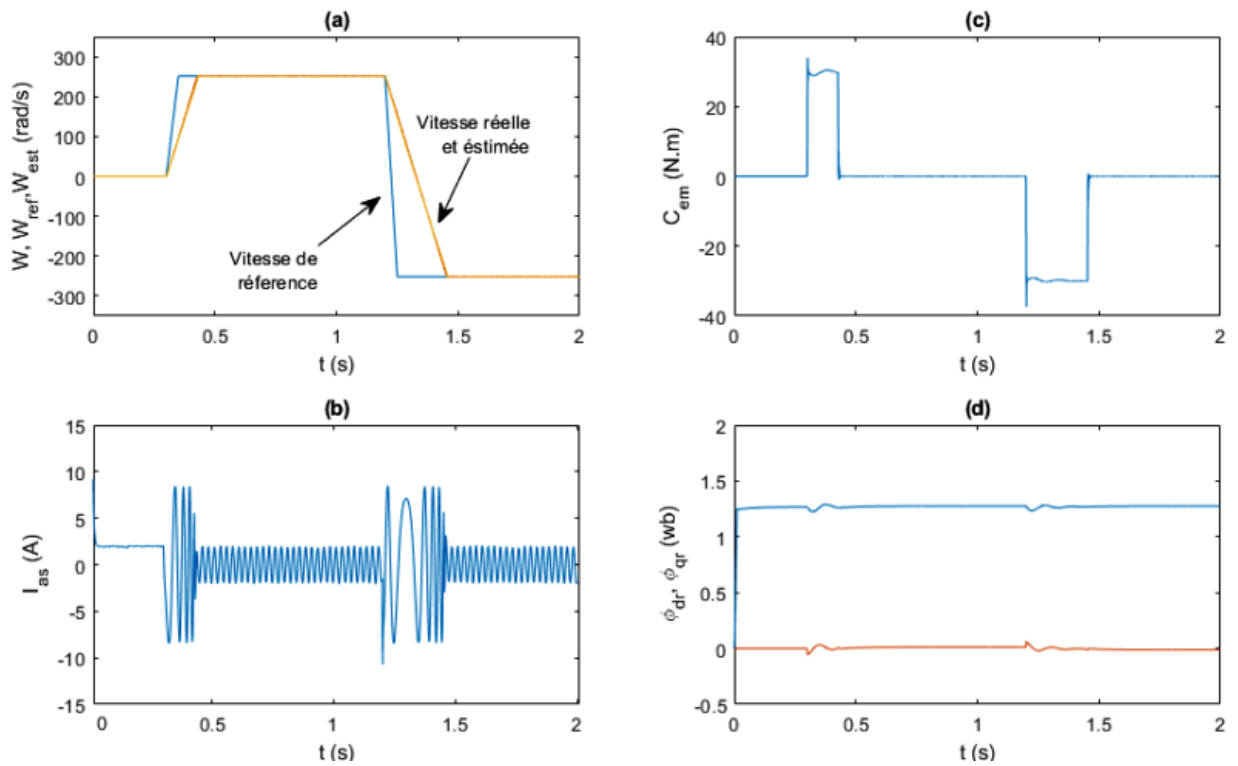 (a)
W, W_ref,W_est (rad/s)
300
200
100
0
-100
-200
-300
Vitesse réelle
et éstimée
Vitesse de
réference
0
0.5
1
1.5
2
t (s)
(c)
C_em (N.m)
40
20
0
-20
-40
0
0.5
1
1.5
2
t (s)
(b)
I_as (A)
15
10
5
0
-5
-10
-15
0
0.5
1
1.5
2
t (s)
(d)
ϕ_dr, ϕ_qr (wb)
2
1.5
1
0.5
0
-0.5
0
0.5
1
1.5
2
t (s)